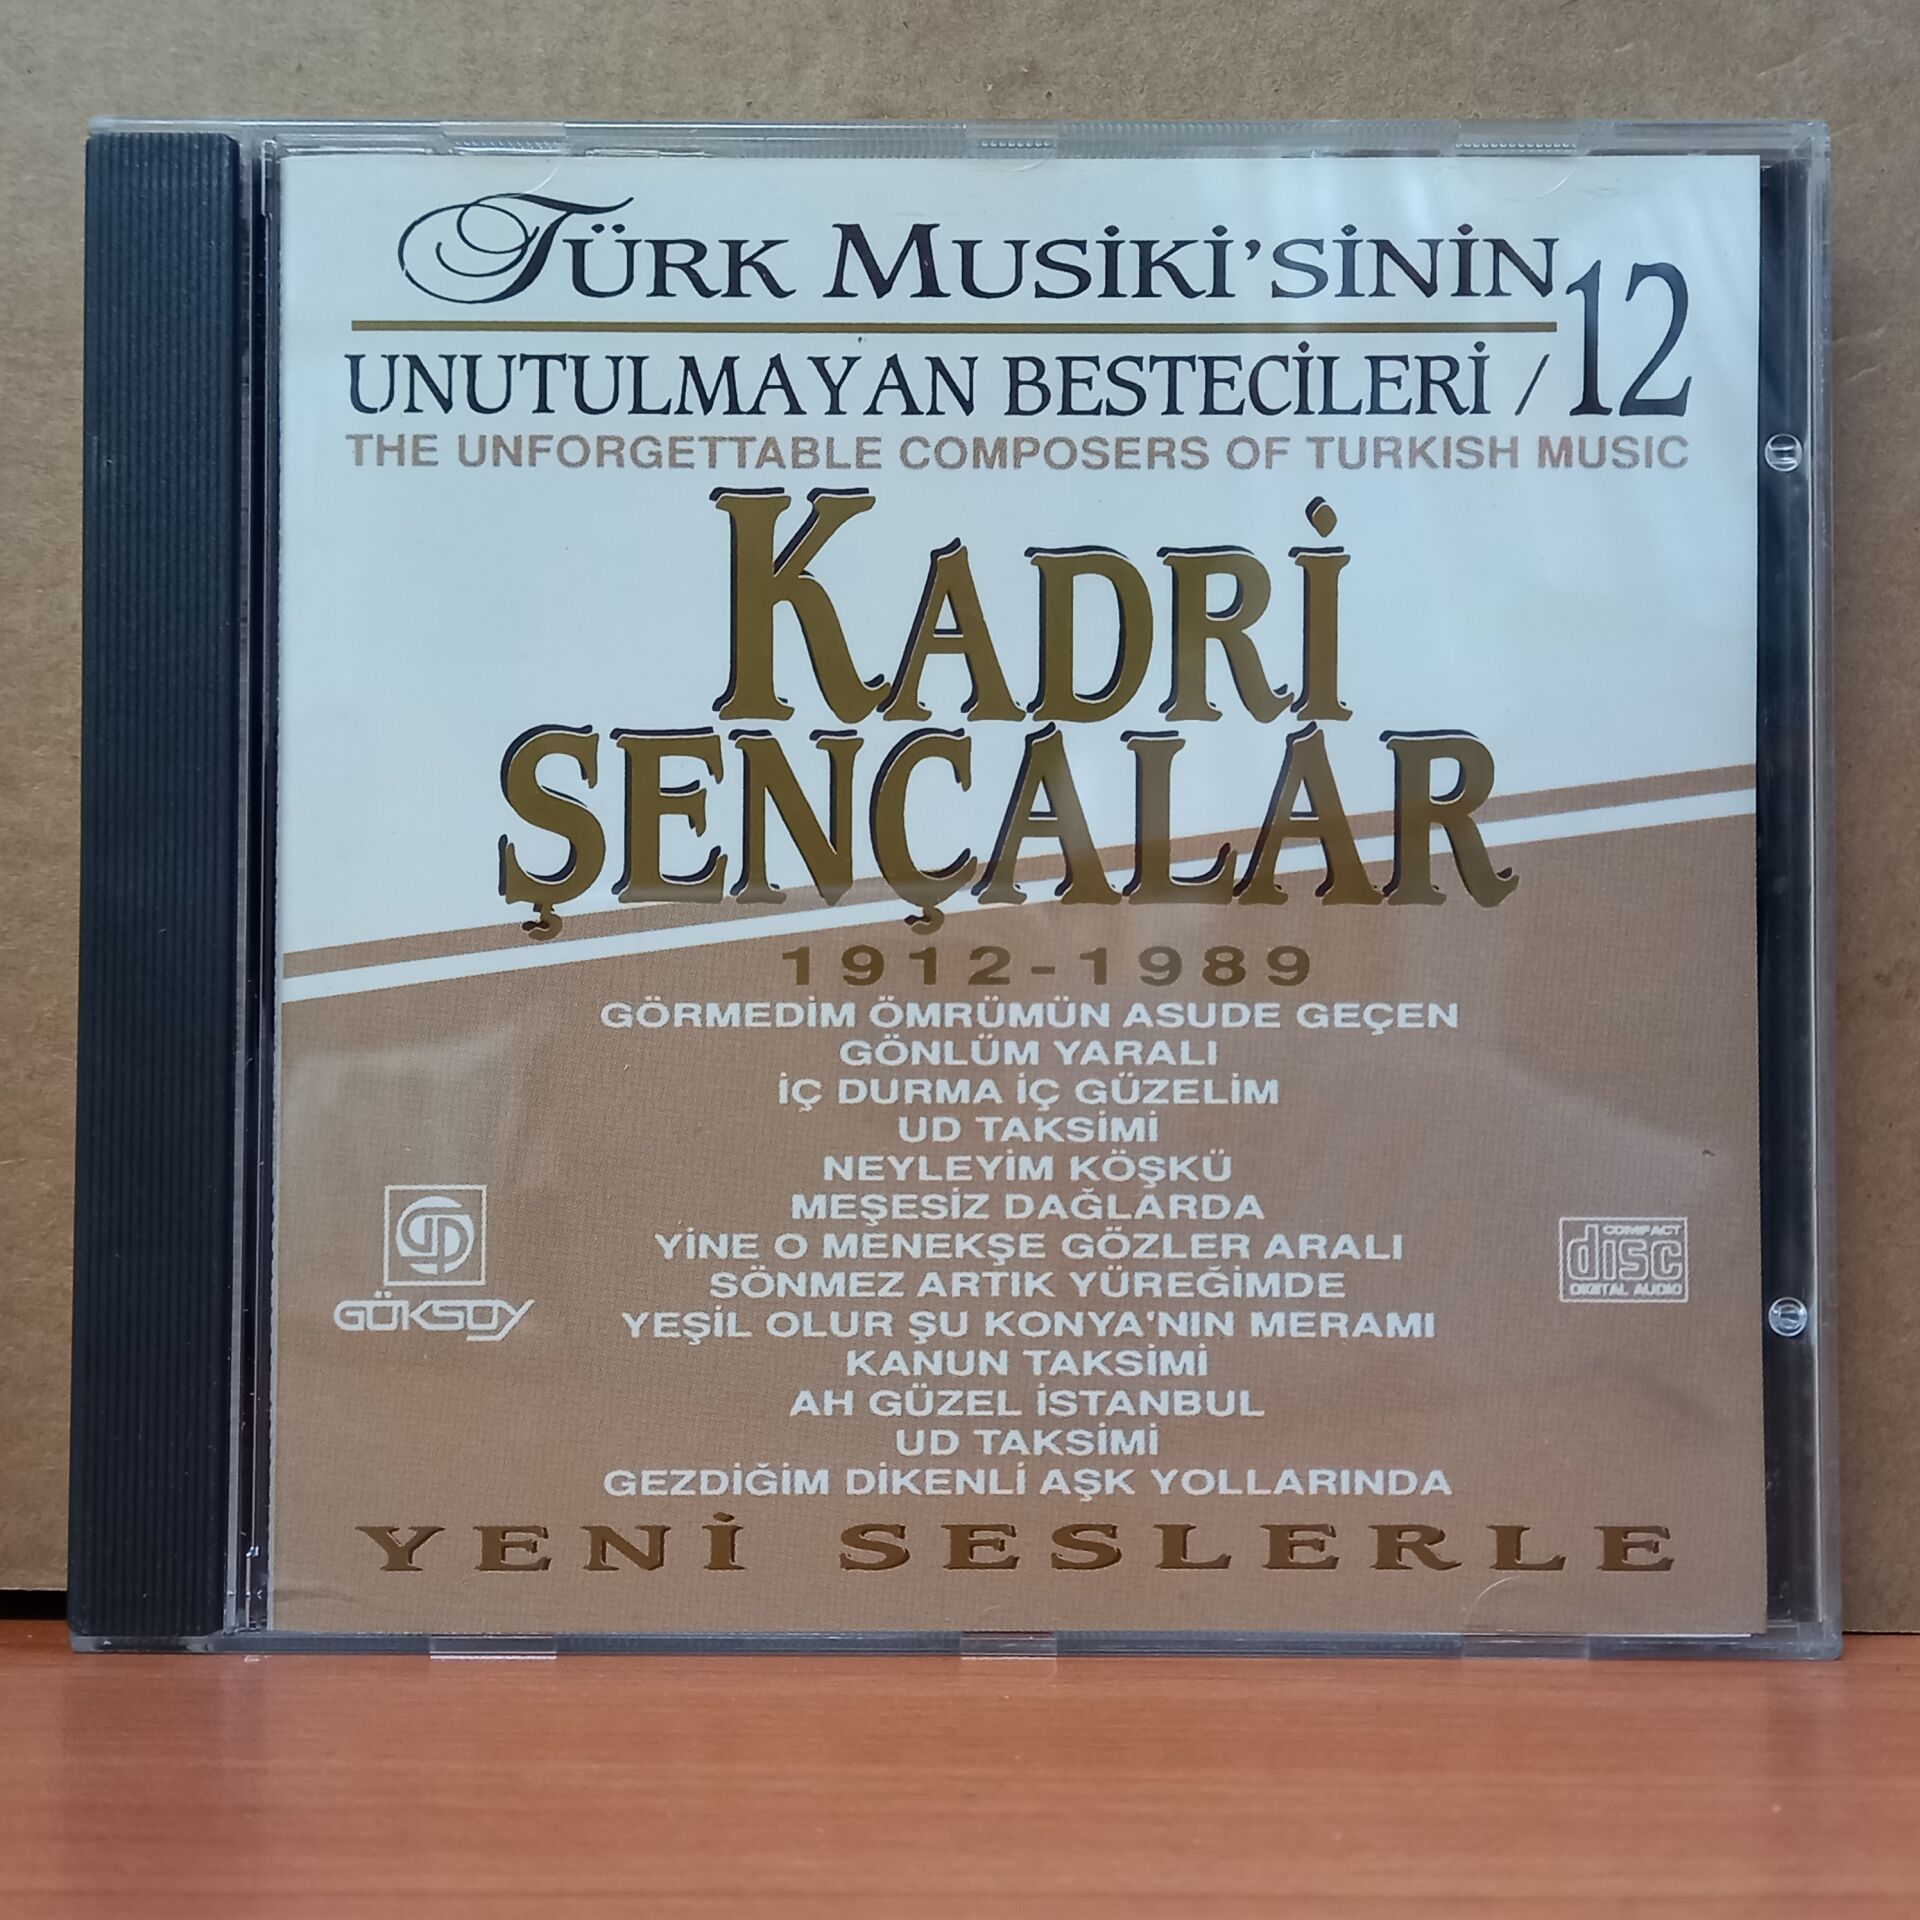 TÜRK MUSİKİ'SİNİN
UNUTULMAYAN BESTECİLERİ / 12
THE UNFORGETTABLE COMPOSERS OF TURKISH MUSIC
KADRİ
ŞENÇALAR
1912-1989
GÖRMEDİM ÖMRÜMÜN ASUDE GEÇEN
GÖNLÜM YARALI
İÇ DURMA İÇ GÜZELİM
UD TAKSİMİ
NEYLEYİM KÖŞKÜ
MEŞESİZ DAĞLARDA
YİNE O MENEKŞE GÖZLER ARALI
SÖNMEZ ARTIK YÜREĞİMDE
YEŞİL OLUR ŞU KONYA'NIN MERAMI
KANUN TAKSİMİ
AH GÜZEL İSTANBUL
UD TAKSİMİ
GEZDİĞİM DİKENLİ AŞK YOLLARINDA
GÖKSOY
COMPACT
disc
DIGITAL AUDIO
YENİ SESLERLE